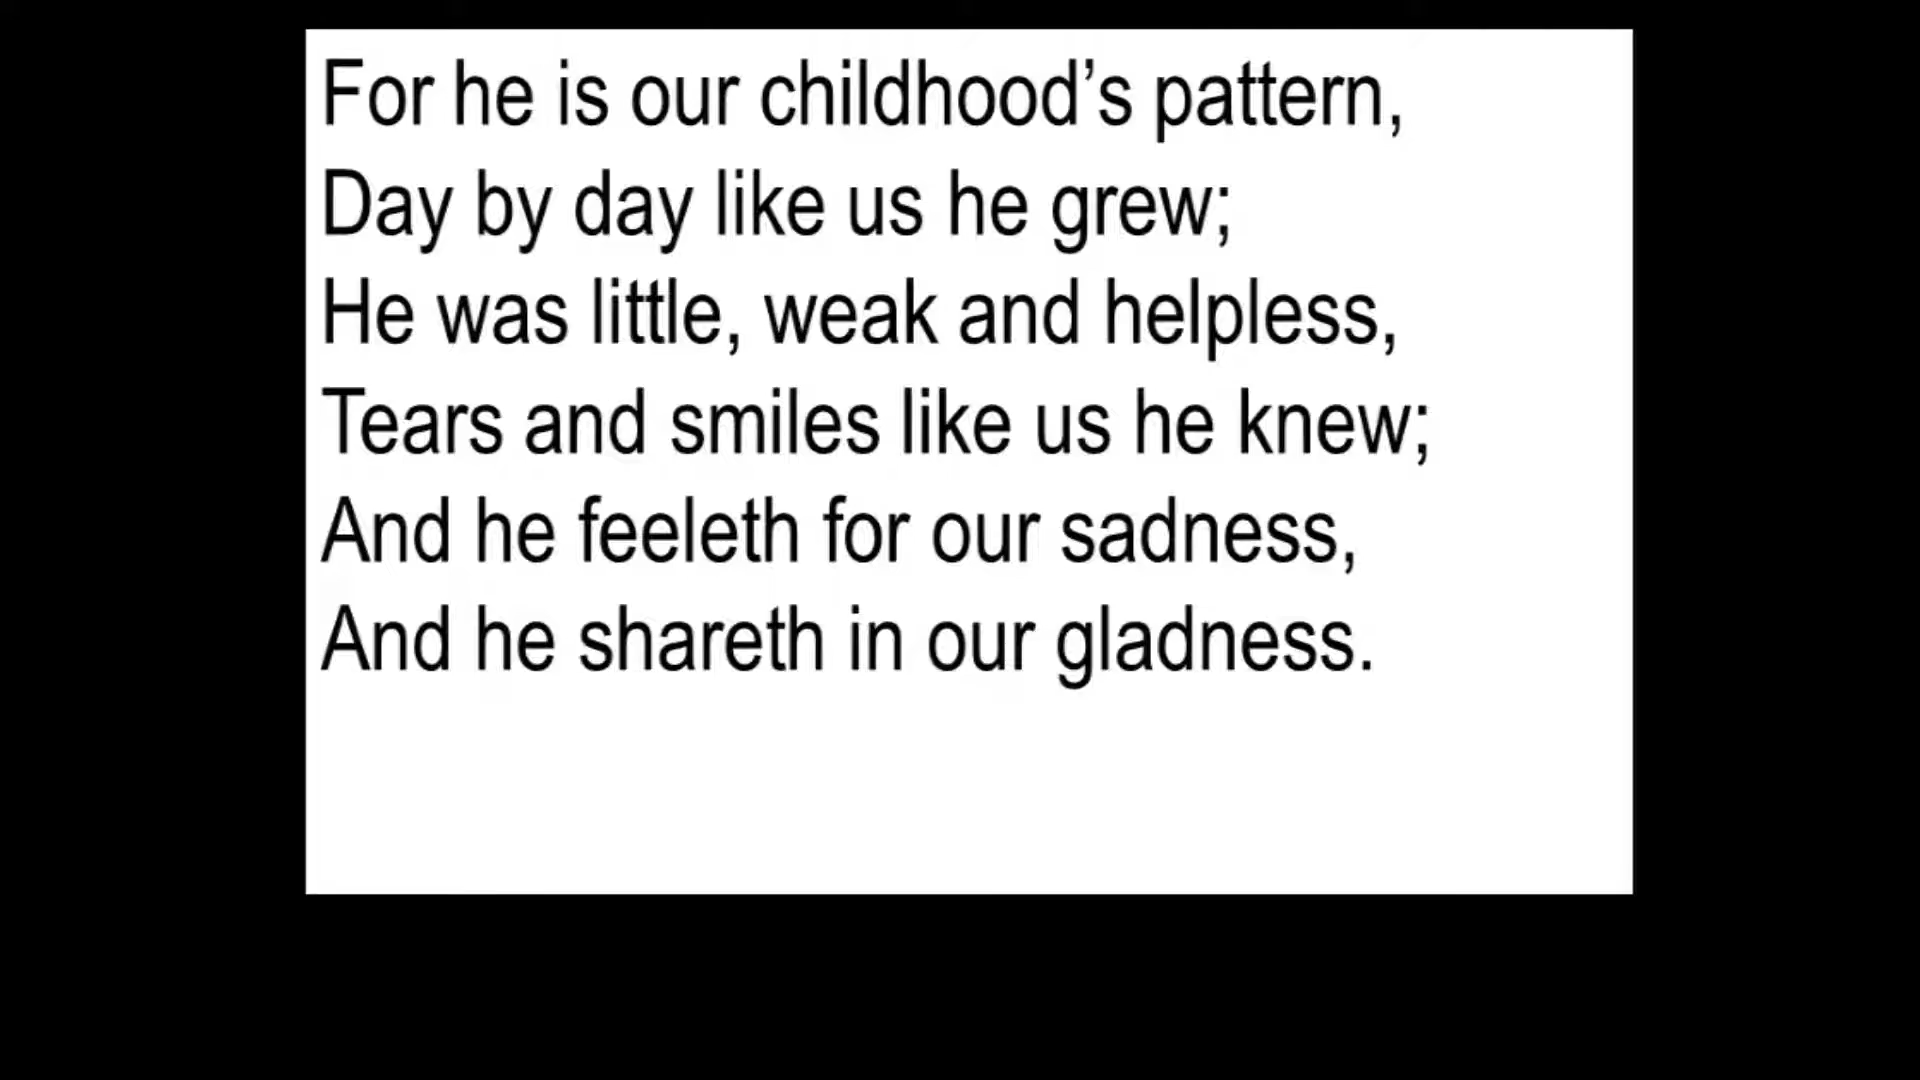 For he is our childhood’s pattern,
Day by day like us he grew;
He was little, weak and helpless,
Tears and smiles like us he knew;
And he feeleth for our sadness,
And he shareth in our gladness.